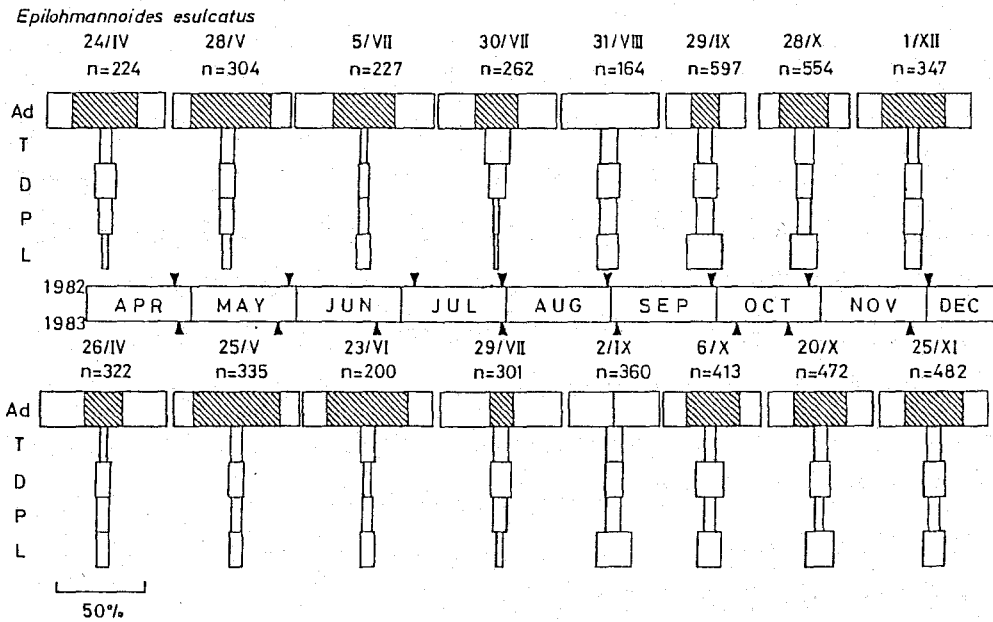 Epilohmannoides esulcatus
24/IV 28/V 5/VII 30/VII 31/VIII 29/IX 28/X 1/XII
n=224 n=304 n=227 n=262 n=164 n=597 n=554 n=347
Ad
T
D
P
L
1982
APR MAY JUN JUL AUG SEP OCT NOV DEC
1983
26/IV 25/V 23/VI 29/VII 2/IX 6/X 20/X 25/XI
n=322 n=335 n=200 n=301 n=360 n=413 n=472 n=482
Ad
T
D
P
L
50%